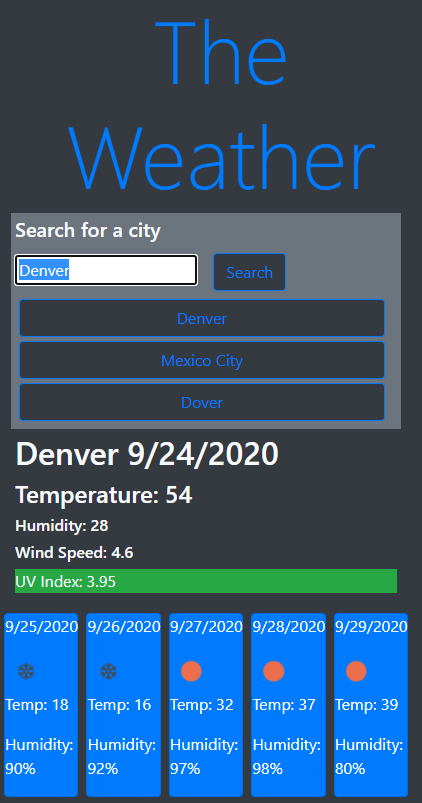 The
Weather
Search for a city
Denver Search
Denver
Mexico City
Dover
Denver 9/24/2020
Temperature: 54
Humidity: 28
Wind Speed: 4.6
UV Index: 3.95
9/25/2020 9/26/2020 9/27/2020 9/28/2020 9/29/2020
Temp: 18 Temp: 16 Temp: 32 Temp: 37 Temp: 39
Humidity: Humidity: Humidity: Humidity: Humidity:
90% 92% 97% 98% 80%